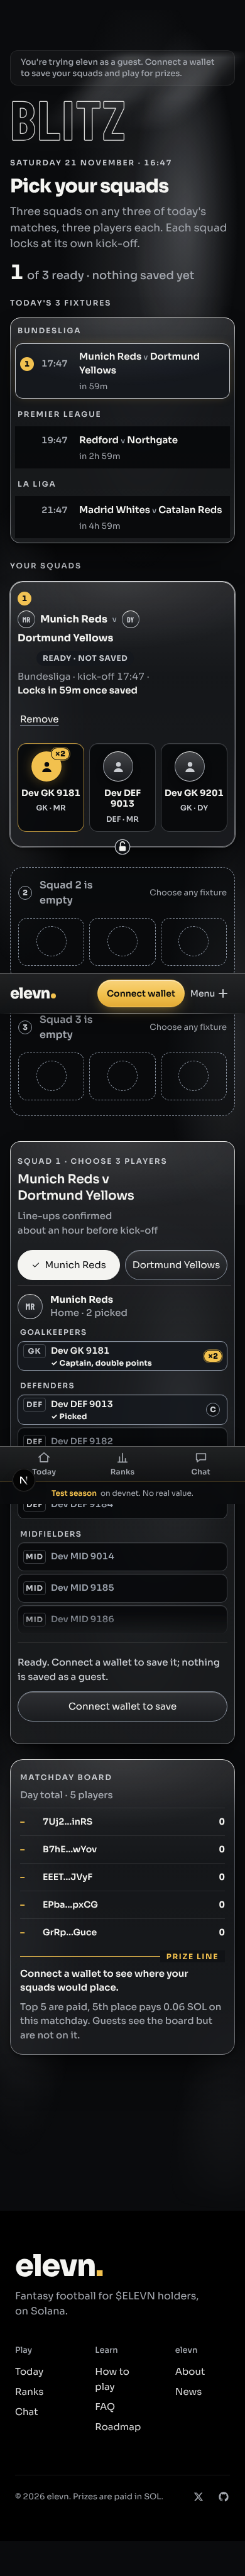 You're trying elevn as a guest. Connect a wallet
to save your squads and play for prizes.
BLITZ
SATURDAY 21 NOVEMBER · 16:47
Pick your squads
Three squads on any three of today's
matches, three players each. Each squad
locks at its own kick-off.
1 of 3 ready · nothing saved yet
TODAY'S 3 FIXTURES
BUNDESLIGA
1 17:47 Munich Reds v Dortmund
Yellows
in 59m
PREMIER LEAGUE
19:47 Redford v Northgate
in 2h 59m
LA LIGA
21:47 Madrid Whites v Catalan Reds
in 4h 59m
YOUR SQUADS
1
MR Munich Reds v DY
Dortmund Yellows
READY · NOT SAVED
Bundesliga · kick-off 17:47 ·
Locks in 59m once saved
Remove
×2
Dev GK 9181
GK · MR
Dev DEF
9013
DEF · MR
Dev GK 9201
GK · DY
2 Squad 2 is
empty
Choose any fixture
elevn.
Connect wallet
Menu
3 Squad 3 is
empty
Choose any fixture
SQUAD 1 · CHOOSE 3 PLAYERS
Munich Reds v
Dortmund Yellows
Line-ups confirmed
about an hour before kick-off
✓ Munich Reds
Dortmund Yellows
MR Munich Reds
Home · 2 picked
GOALKEEPERS
GK Dev GK 9181
✓ Captain, double points
×2
DEFENDERS
DEF Dev DEF 9013
✓ Picked
C
DEF Dev DEF 9182
Today
Ranks
Chat
N
Test season on devnet. No real value.
DEF Dev DEF 9184
MIDFIELDERS
MID Dev MID 9014
MID Dev MID 9185
MID Dev MID 9186
Ready. Connect a wallet to save it; nothing
is saved as a guest.
Connect wallet to save
MATCHDAY BOARD
Day total · 5 players
– 7Uj2...inRS 0
– B7hE...wYov 0
– EEET...JVyF 0
– EPba...pxCG 0
– GrRp...Guce 0
PRIZE LINE
Connect a wallet to see where your
squads would place.
Top 5 are paid, 5th place pays 0.06 SOL on
this matchday. Guests see the board but
are not on it.
elevn.
Fantasy football for $ELEVN holders,
on Solana.
Play
Today
Ranks
Chat
Learn
How to
play
FAQ
Roadmap
elevn
About
News
© 2026 elevn. Prizes are paid in SOL.